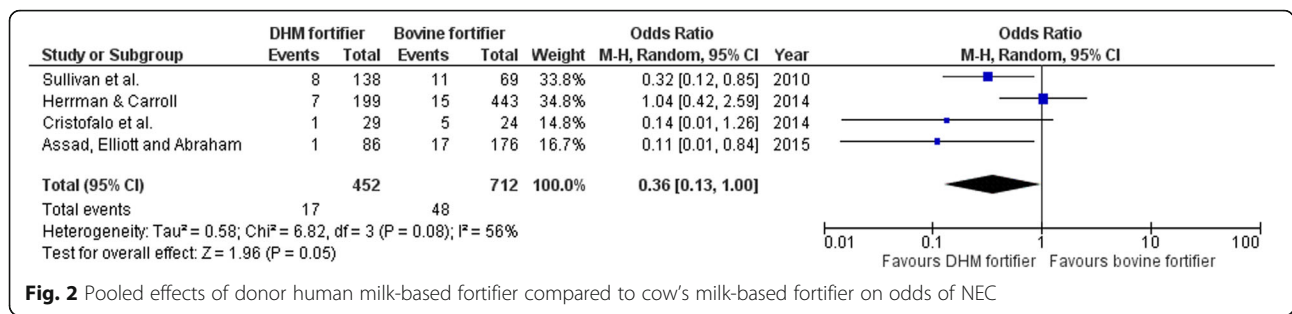 DHM fortifier Bovine fortifier Odds Ratio Odds Ratio
Study or Subgroup Events Total Events Total Weight M-H, Random, 95% CI Year M-H, Random, 95% CI
Sullivan et al. 8 138 11 69 33.8% 0.32 [0.12, 0.85] 2010
Herrman & Carroll 7 199 15 443 34.8% 1.04 [0.42, 2.59] 2014
Cristofalo et al. 1 29 5 24 14.8% 0.14 [0.01, 1.26] 2014
Assad, Elliott and Abraham 1 86 17 176 16.7% 0.11 [0.01, 0.84] 2015
Total (95% CI) 452 712 100.0% 0.36 [0.13, 1.00]
Total events 17 48
Heterogeneity: Tau² = 0.58; Chi² = 6.82, df = 3 (P = 0.08); I² = 56%
Test for overall effect: Z = 1.96 (P = 0.05)
0.01 0.1 1 10 100
Favours DHM fortifier Favours bovine fortifier
Fig. 2 Pooled effects of donor human milk-based fortifier compared to cow's milk-based fortifier on odds of NEC